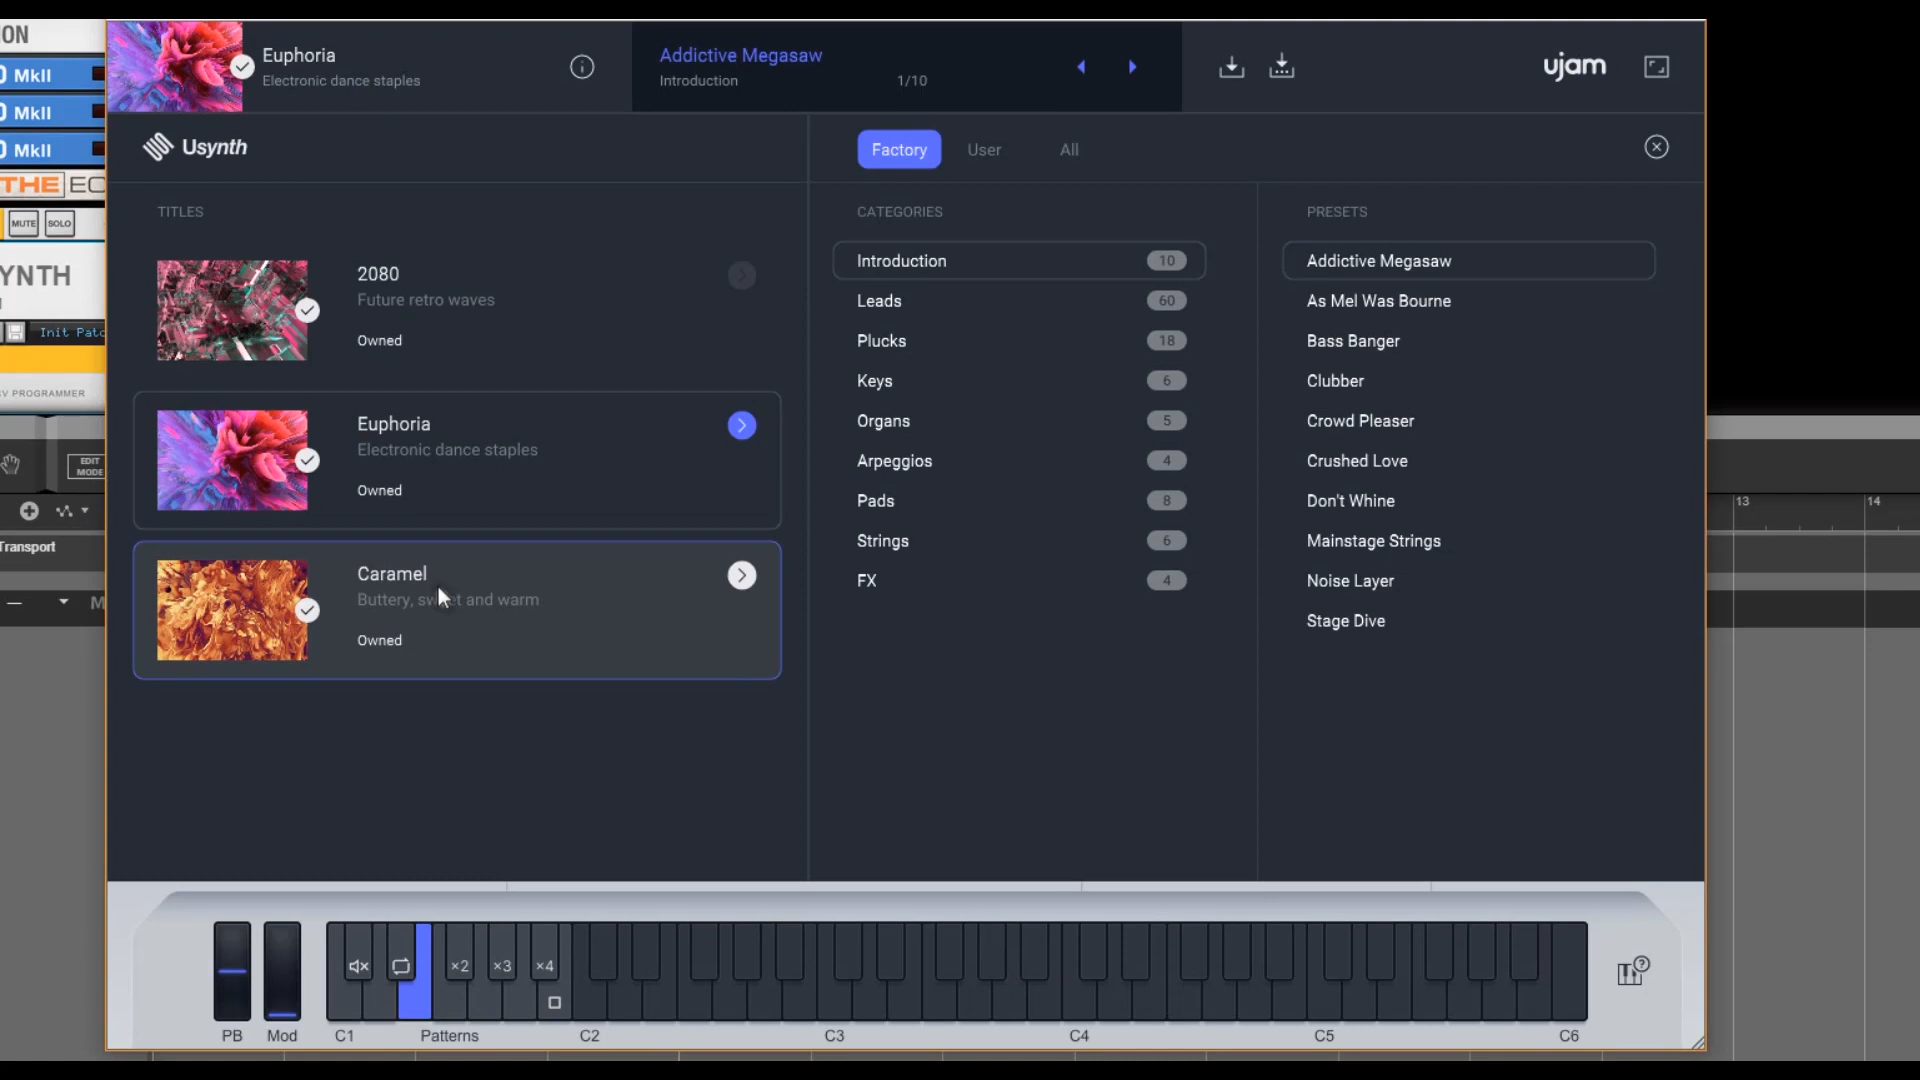 ION
MkII
MkII
MkII
THE EC
MUTE SOLO
YNTH
Init Patc
V PROGRAMMER
EDIT
MODE
Transport
M
Euphoria
Electronic dance staples
Addictive Megasaw
Introduction
1/10
ujam
Usynth
Factory
User
All
TITLES
2080
Future retro waves
Owned
Euphoria
Electronic dance staples
Owned
Caramel
Buttery, sweet and warm
Owned
CATEGORIES
Introduction 10
Leads 60
Plucks 18
Keys 6
Organs 5
Arpeggios 4
Pads 8
Strings 6
FX 4
PRESETS
Addictive Megasaw
As Mel Was Bourne
Bass Banger
Clubber
Crowd Pleaser
Crushed Love
Don't Whine
Mainstage Strings
Noise Layer
Stage Dive
13
14
×2
×3
×4
?
PB
Mod
C1
Patterns
C2
C3
C4
C5
C6